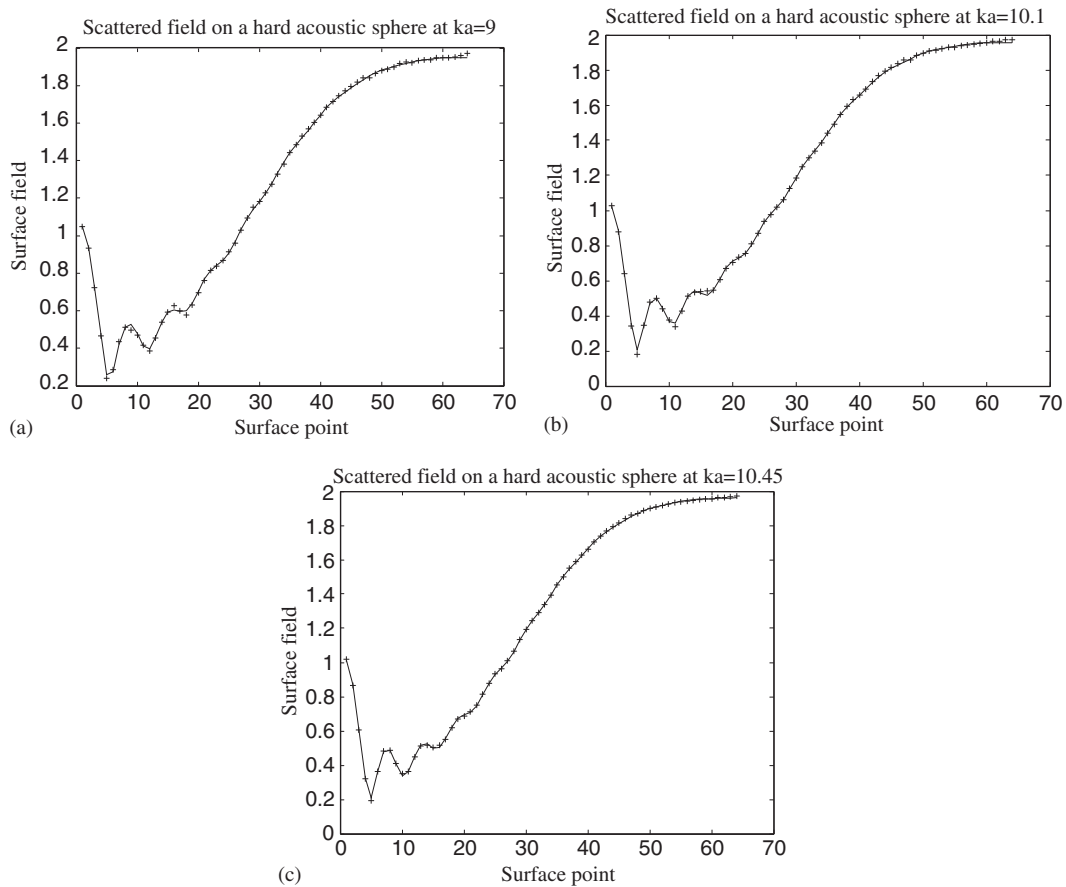 Scattered field on a hard acoustic sphere at ka=9
2
1.8
1.6
1.4
1.2
1
0.8
0.6
0.4
0.2
Surface field
0 10 20 30 40 50 60 70
(a)
Surface point
Scattered field on a hard acoustic sphere at ka=10.1
2
1.8
1.6
1.4
1.2
1
0.8
0.6
0.4
0.2
0
Surface field
0 10 20 30 40 50 60 70
(b)
Surface point
Scattered field on a hard acoustic sphere at ka=10.45
2
1.8
1.6
1.4
1.2
1
0.8
0.6
0.4
0.2
0
Surface field
0 10 20 30 40 50 60 70
(c)
Surface point